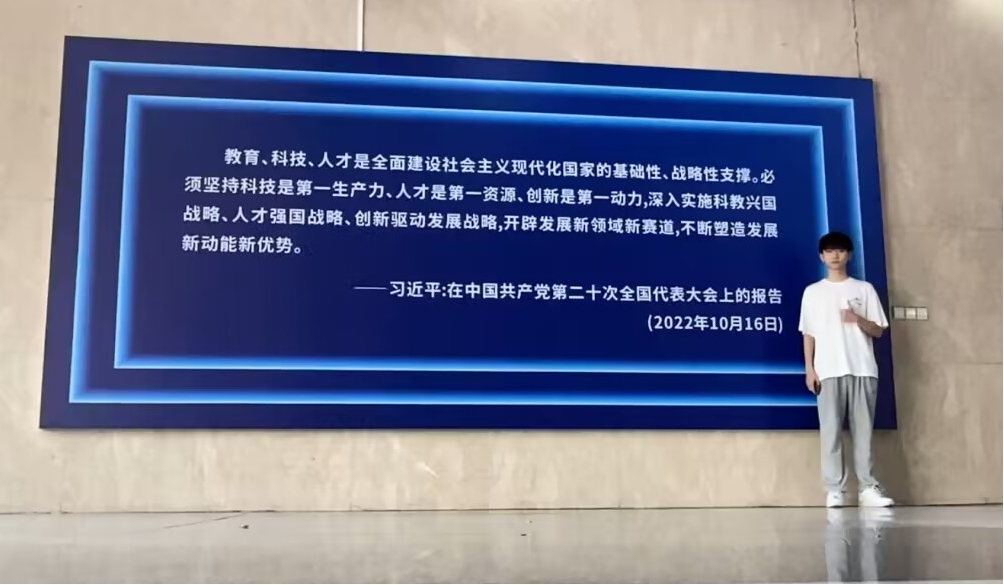 教育、科技、人才是全面建设社会主义现代化国家的基础性、战略性支撑。必
须坚持科技是第一生产力、人才是第一资源、创新是第一动力,深入实施科教兴国
战略、人才强国战略、创新驱动发展战略,开辟发展新领域新赛道,不断塑造发展
新动能新优势。
——习近平:在中国共产党第二十次全国代表大会上的报告
(2022年10月16日)